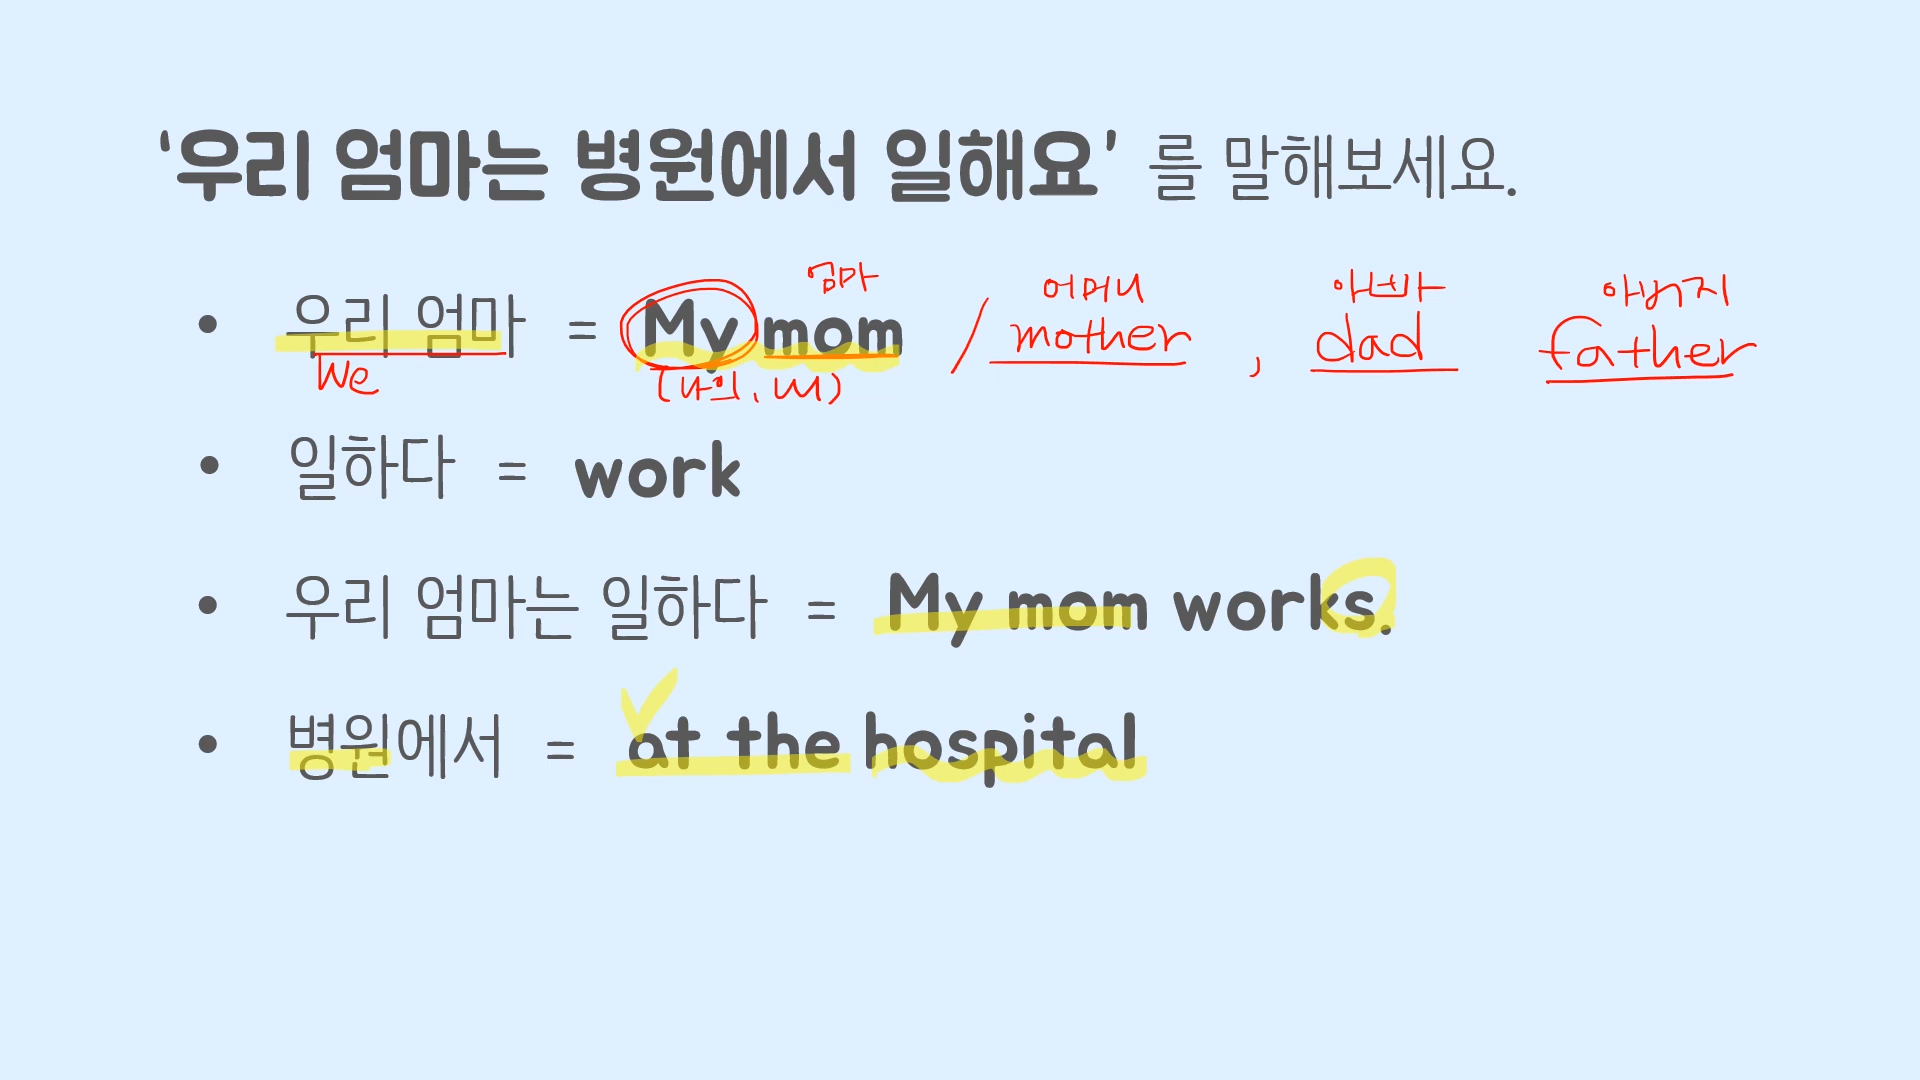 '우리 엄마는 병원에서 일해요' 를 말해보세요.
엄마 어머니 아빠 아버지
• 우리 엄마 = My mom / mother , dad father
We (나의, 내)
• 일하다 = work
• 우리 엄마는 일하다 = My mom works.
• 병원에서 = at the hospital